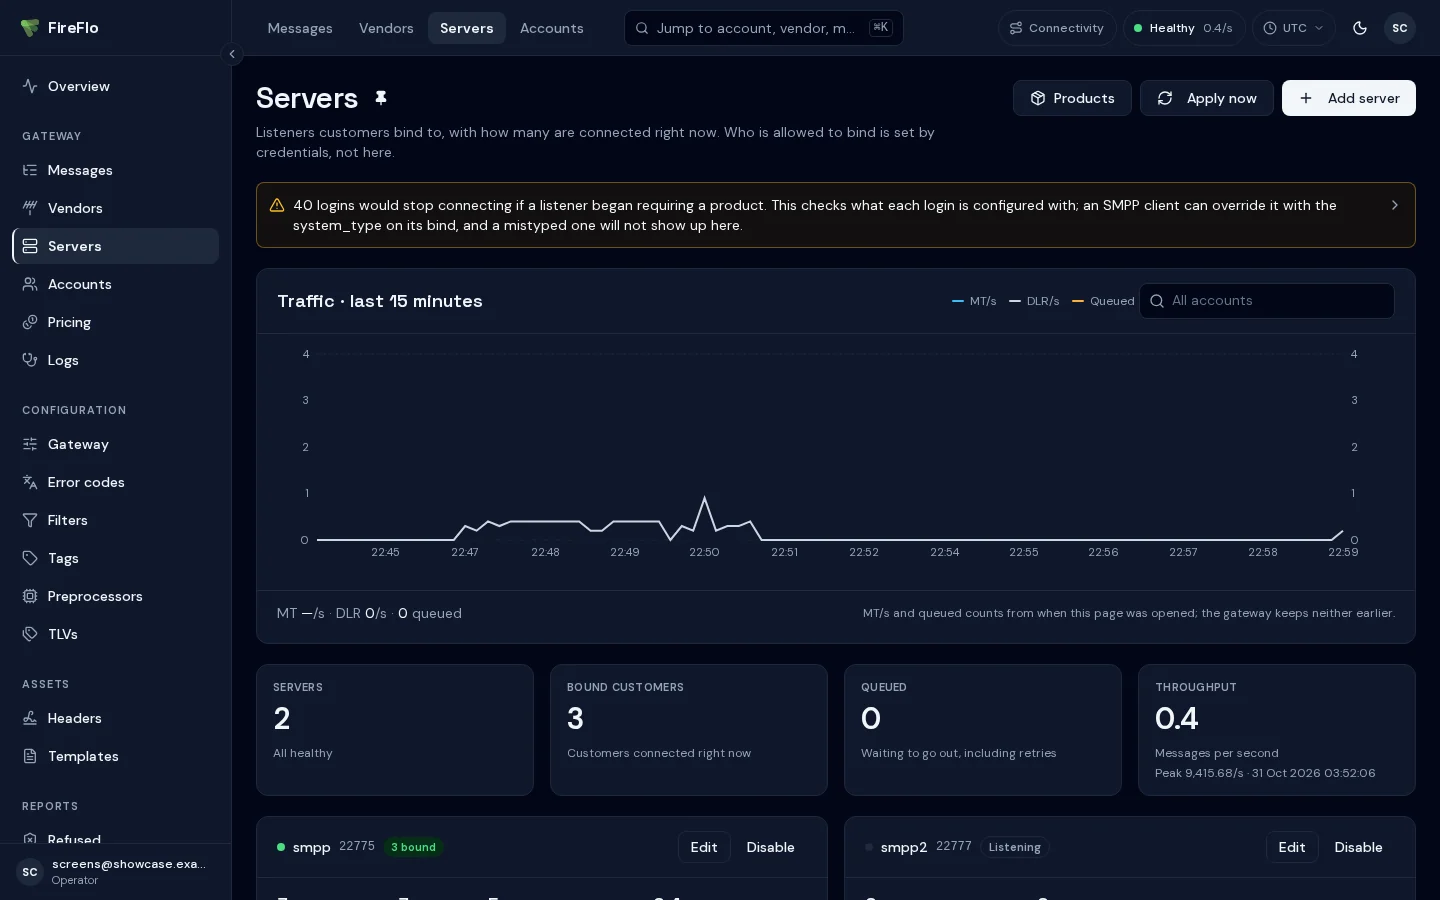 FireFlo
Messages
Vendors
Servers
Accounts
Jump to account, vendor, m...
⌘K
Connectivity
Healthy 0.4/s
UTC
SC
Overview
GATEWAY
Messages
Vendors
Servers
Accounts
Pricing
Logs
CONFIGURATION
Gateway
Error codes
Filters
Tags
Preprocessors
TLVs
ASSETS
Headers
Templates
REPORTS
Refused
SC
screens@showcase.exa...
Operator
Servers
Products
Apply now
Add server
Listeners customers bind to, with how many are connected right now. Who is allowed to bind is set by
credentials, not here.
40 logins would stop connecting if a listener began requiring a product. This checks what each login is configured with; an SMPP client can override it with the
system_type on its bind, and a mistyped one will not show up here.
Traffic · last 15 minutes
MT/s
DLR/s
Queued
All accounts
4 4
3 3
2 2
1 1
0 0
22:45 22:47 22:48 22:49 22:50 22:51 22:52 22:54 22:55 22:56 22:57 22:58 22:59
MT —/s · DLR 0/s · 0 queued
MT/s and queued counts from when this page was opened; the gateway keeps neither earlier.
SERVERS
2
All healthy
BOUND CUSTOMERS
3
Customers connected right now
QUEUED
0
Waiting to go out, including retries
THROUGHPUT
0.4
Messages per second
Peak 9,415.68/s · 31 Oct 2026 03:52:06
smpp 22775 3 bound
Edit
Disable
smpp2 22777 Listening
Edit
Disable